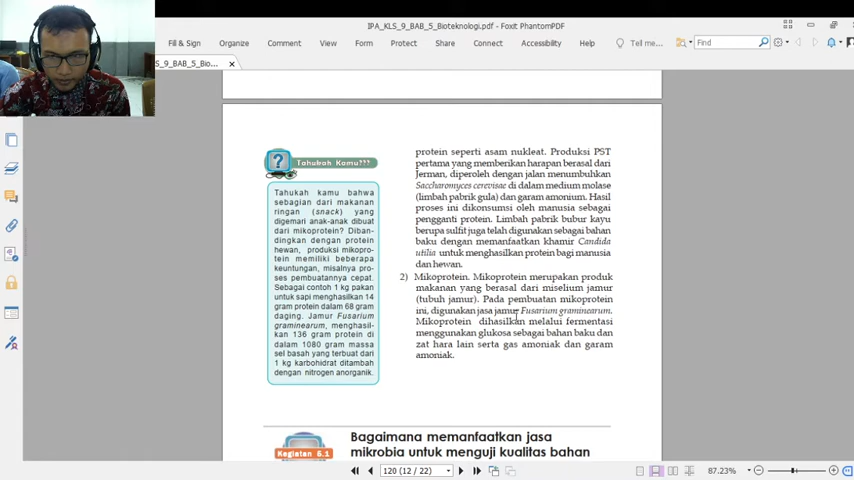 IPA_KLS_9_BAB_5_Bioteknologi.pdf - Foxit PhantomPDF
Fill & Sign Organize Comment View Form Protect Share Connect Accessibility Help Tell me... Find
S_9_BAB_5_Bio...
?
Tahukah Kamu???
Tahukah kamu bahwa
sebagian dari makanan
ringan (snack) yang
digemari anak-anak dibuat
dari mikoprotein? Diban-
dingkan dengan protein
hewan, produksi mikopro-
tein memiliki beberapa
keuntungan, misalnya pro-
ses pembuatannya cepat.
Sebagai contoh 1 kg pakan
untuk sapi menghasilkan 14
gram protein dalam 68 gram
daging. Jamur Fusarium
graminearum, menghasil-
kan 136 gram protein di
dalam 1080 gram massa
sel basah yang terbuat dari
1 kg karbohidrat ditambah
dengan nitrogen anorganik.
protein seperti asam nukleat. Produksi PST
pertama yang memberikan harapan berasal dari
Jerman, diperoleh dengan jalan menumbuhkan
Saccharomyces cerevisae di dalam medium molase
(limbah pabrik gula) dan garam amonium. Hasil
proses ini dikonsumsi oleh manusia sebagai
pengganti protein. Limbah pabrik bubur kayu
berupa sulfit juga telah digunakan sebagai bahan
baku dengan memanfaatkan khamir Candida
utilia untuk menghasilkan protein bagi manusia
dan hewan.
2) Mikoprotein. Mikoprotein merupakan produk
makanan yang berasal dari miselium jamur
(tubuh jamur). Pada pembuatan mikoprotein
ini, digunakan jasa jamur Fusarium graminearum.
Mikoprotein dihasilkan melalui fermentasi
menggunakan glukosa sebagai bahan baku dan
zat hara lain serta gas amoniak dan garam
amoniak.
Kegiatan 6.1
Bagaimana memanfaatkan jasa
mikrobia untuk menguji kualitas bahan
120 (12 / 22) 87.23%